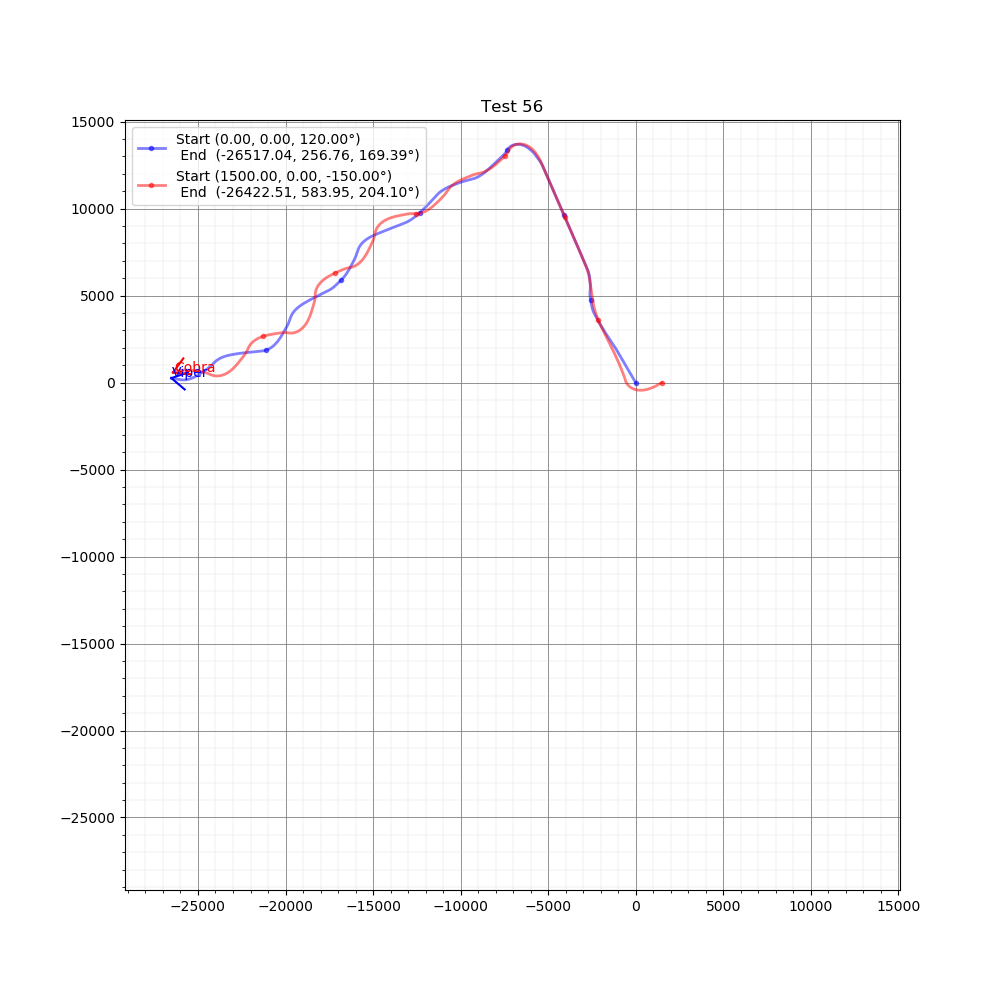 Test 56
15000
10000
5000
0
−5000
−10000
−15000
−20000
−25000
Start (0.00, 0.00, 120.00°)
End (-26517.04, 256.76, 169.39°)
Start (1500.00, 0.00, -150.00°)
End (-26422.51, 583.95, 204.10°)
Cobra
−25000 −20000 −15000 −10000 −5000 0 5000 10000 15000